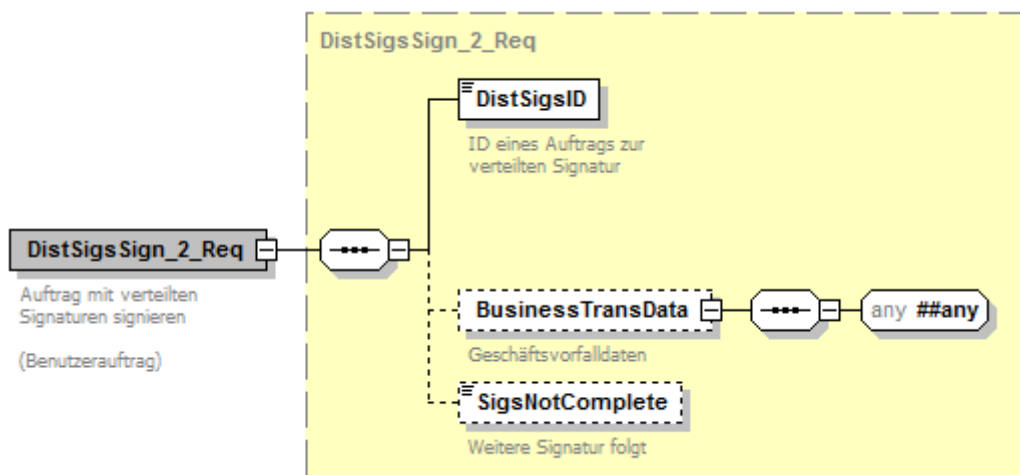 DistSigsSign_2_Req
DistSigsID
ID eines Auftrags zur
verteilten Signatur
DistSigsSign_2_Req
Auftrag mit verteilten
Signaturen signieren
(Benutzerauftrag)
BusinessTransData
any ##any
Geschäftsvorfalldaten
SigsNotComplete
Weitere Signatur folgt